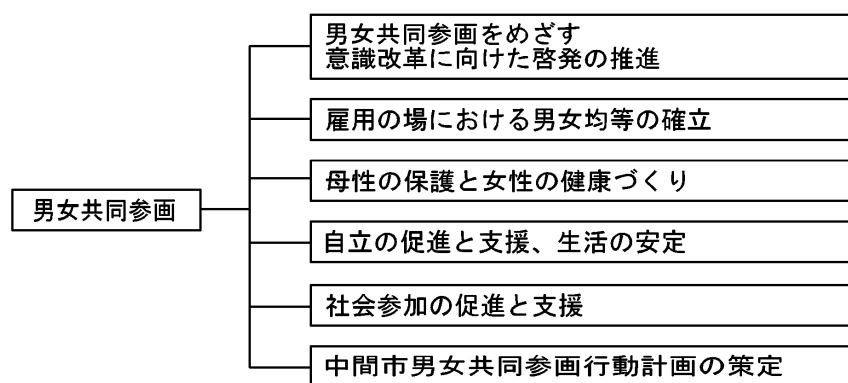 男女共同参画
男女共同参画をめざす
意識改革に向けた啓発の推進
雇用の場における男女均等の確立
母性の保護と女性の健康づくり
自立の促進と支援、生活の安定
社会参加の促進と支援
中間市男女共同参画行動計画の策定